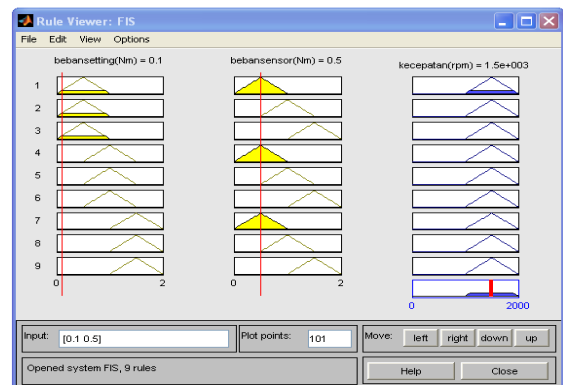 Rule Viewer: FIS
File Edit View Options
bebansetting(Nm) = 0.1
bebansensor(Nm) = 0.5
kecepatan(rpm) = 1.5e+003
1
2
3
4
5
6
7
8
9
0 2
0 2
0 2000
Input: [0.1 0.5]
Plot points: 101
Move: left right down up
Opened system FIS, 9 rules
Help Close